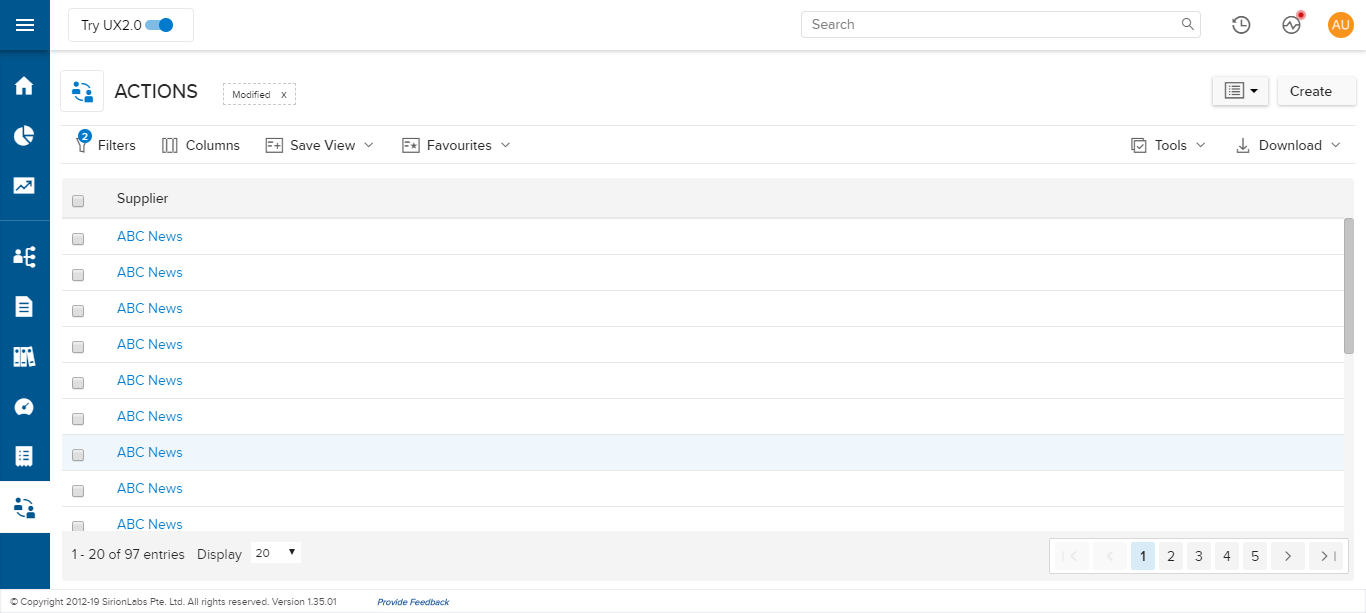 Try UX2.0
Search
AU
ACTIONS
Modified x
Create
2
Filters Columns Save View Favourites Tools Download
Supplier
ABC News
ABC News
ABC News
ABC News
ABC News
ABC News
ABC News
ABC News
ABC News
1 - 20 of 97 entries Display 20 1 2 3 4 5
© Copyright 2012-19 SirionLabs Pte. Ltd. All rights reserved. Version 1.35.01 Provide Feedback